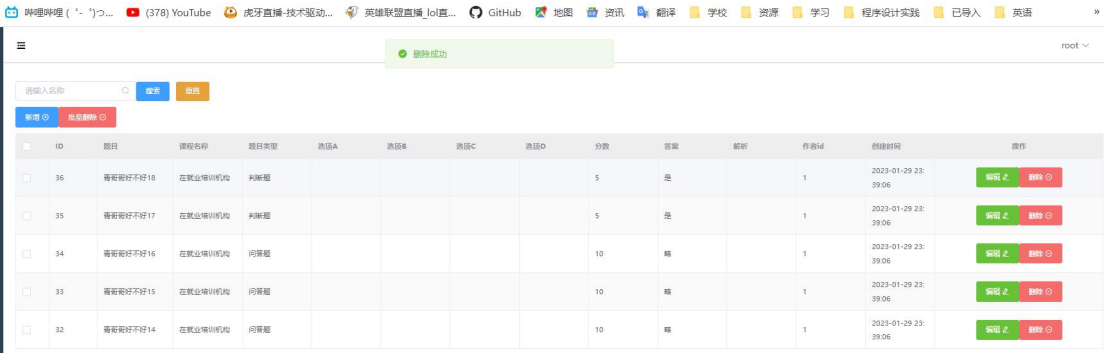 哔哩哔哩 (゜-゜)つ... (378) YouTube 虎牙直播-技术驱动... 英雄联盟直播_lol直... GitHub 地图 资讯 翻译 学校 资源 学习 程序设计实践 已导入 英语 »
删除成功 root
请输入名称 搜索 重置
新增 批量删除
ID 题目 课程名称 题目类型 选项A 选项B 选项C 选项D 分数 答案 解析 作者id 创建时间 操作
36 青哥哥好不好18 在就业培训机构 判断题 5 是 1 2023-01-29 23: 编辑 删除
39:06
35 青哥哥好不好17 在就业培训机构 判断题 5 是 1 2023-01-29 23: 编辑 删除
39:06
34 青哥哥好不好16 在就业培训机构 问答题 10 略 1 2023-01-29 23: 编辑 删除
39:06
33 青哥哥好不好15 在就业培训机构 问答题 10 略 1 2023-01-29 23: 编辑 删除
39:06
32 青哥哥好不好14 在就业培训机构 问答题 10 略 1 2023-01-29 23: 编辑 删除
39:06